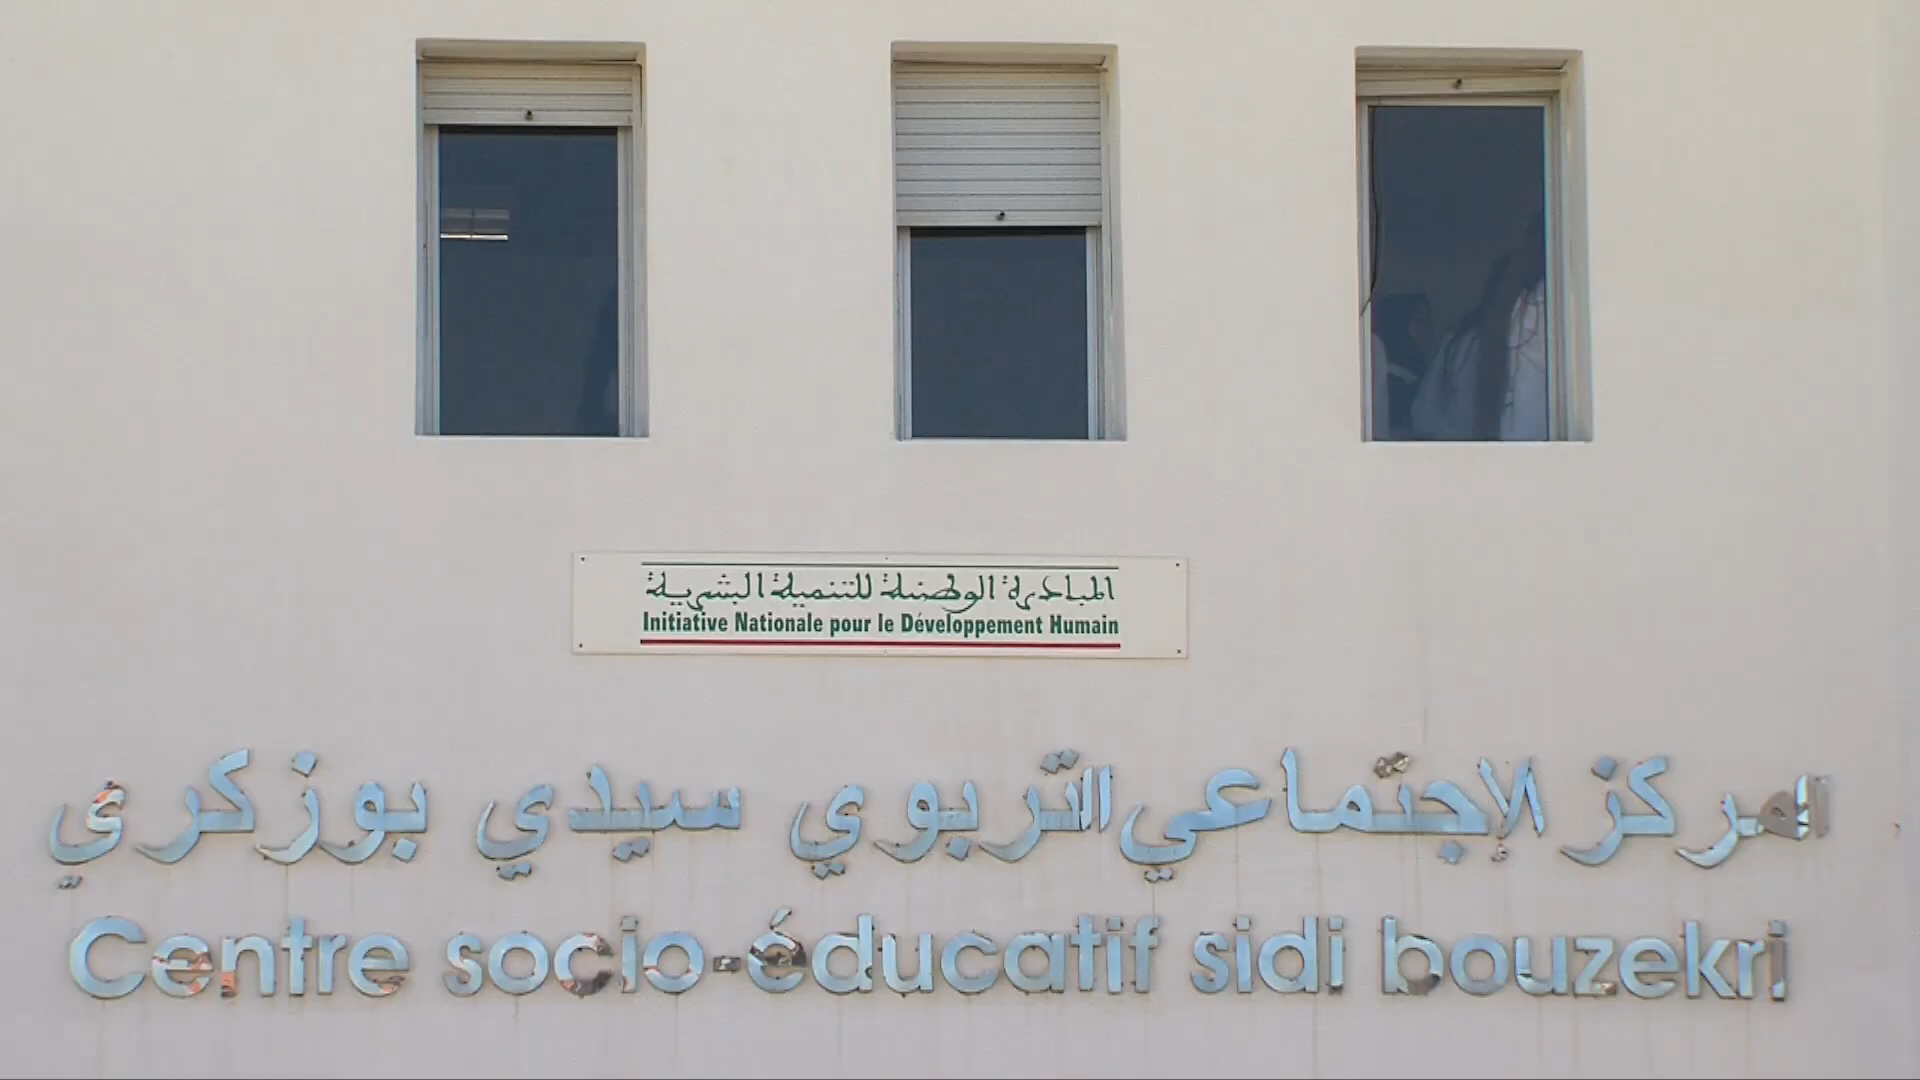 المبادرة الوطنية للتنمية البشرية
Initiative Nationale pour le Développement Humain
المركز الإجتماعي التربوي سيدي بوزكري
Centre socio-éducatif sidi bouzekri